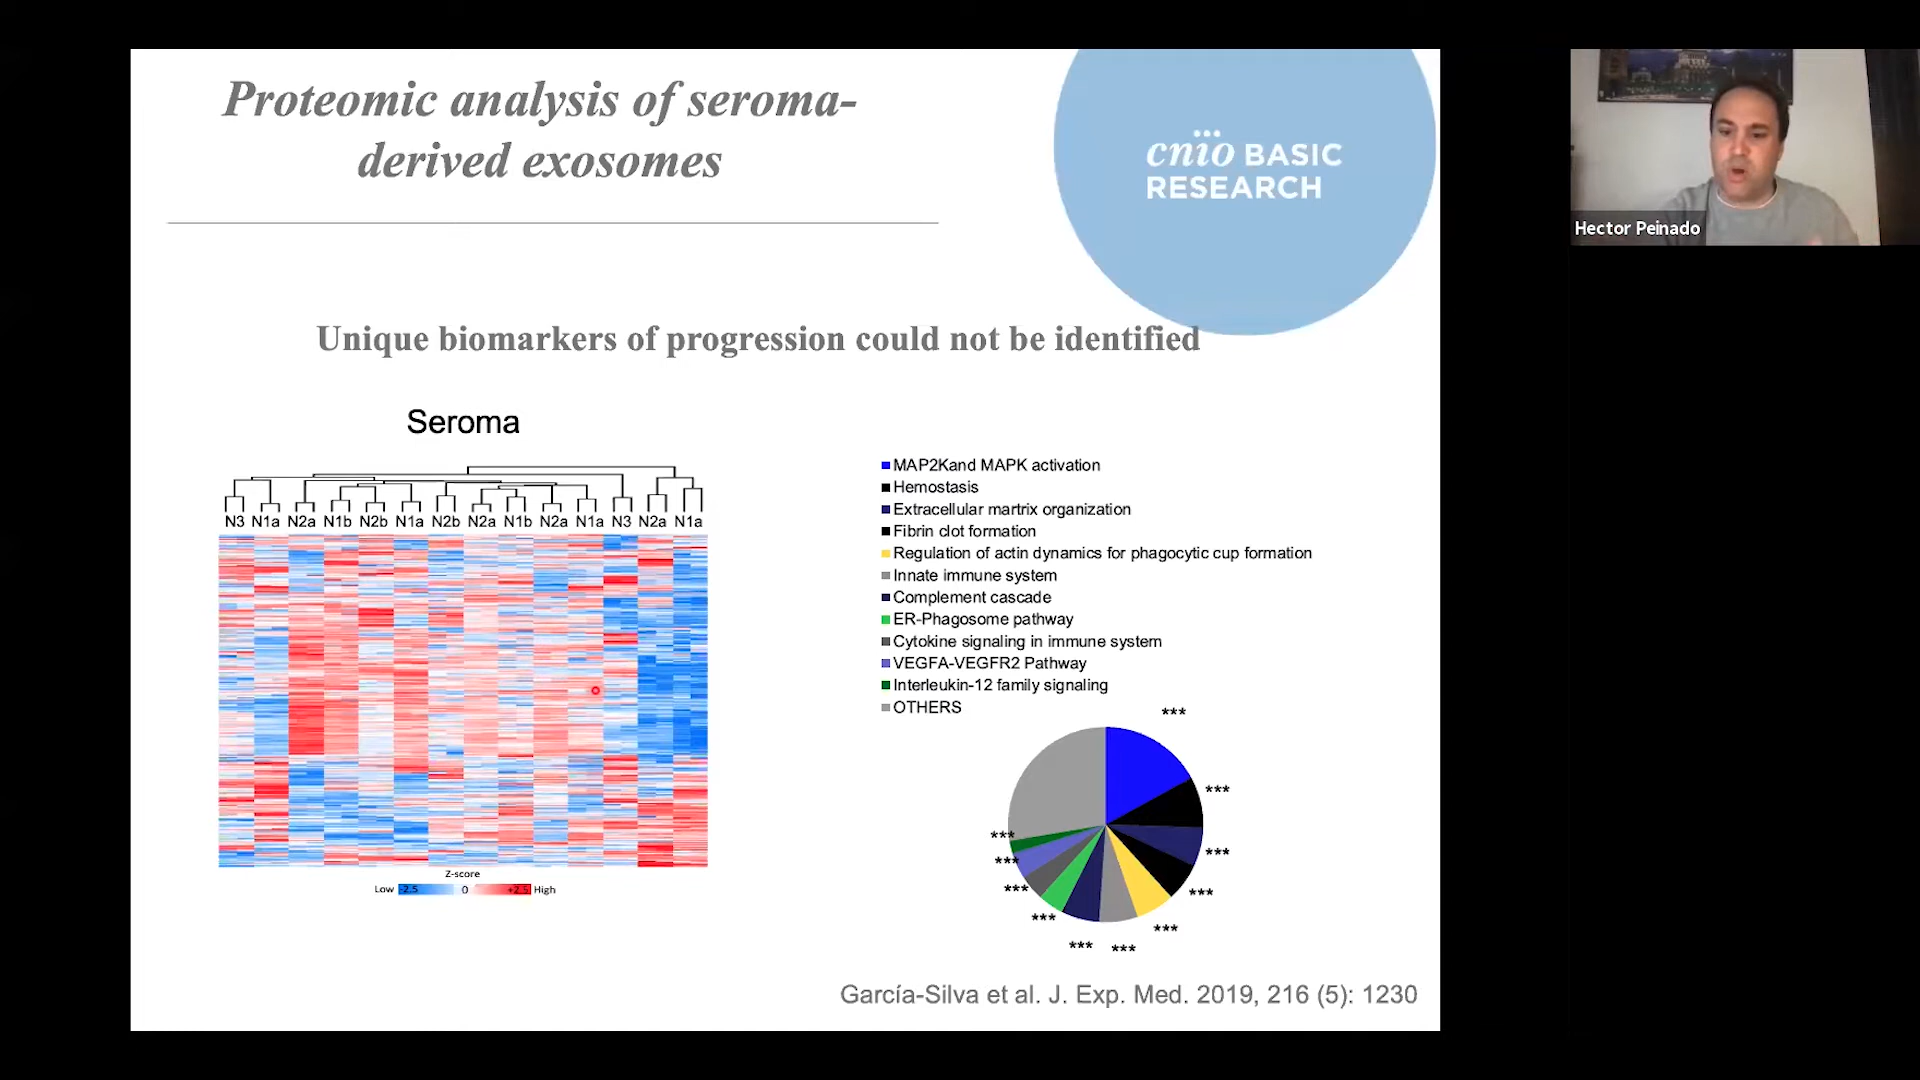 Proteomic analysis of seroma-
derived exosomes
cnio BASIC
RESEARCH
Hector Peinado
Unique biomarkers of progression could not be identified
Seroma
N3 N1a N2a N1b N2b N1a N2b N2a N1b N2a N1a N3 N2a N1a
Z-score
Low -2.5 0 +2.5 High
MAP2Kand MAPK activation
Hemostasis
Extracellular martrix organization
Fibrin clot formation
Regulation of actin dynamics for phagocytic cup formation
Innate immune system
Complement cascade
ER-Phagosome pathway
Cytokine signaling in immune system
VEGFA-VEGFR2 Pathway
Interleukin-12 family signaling
OTHERS
***
***
***
***
***
***
***
***
***
***
***
García-Silva et al. J. Exp. Med. 2019, 216 (5): 1230